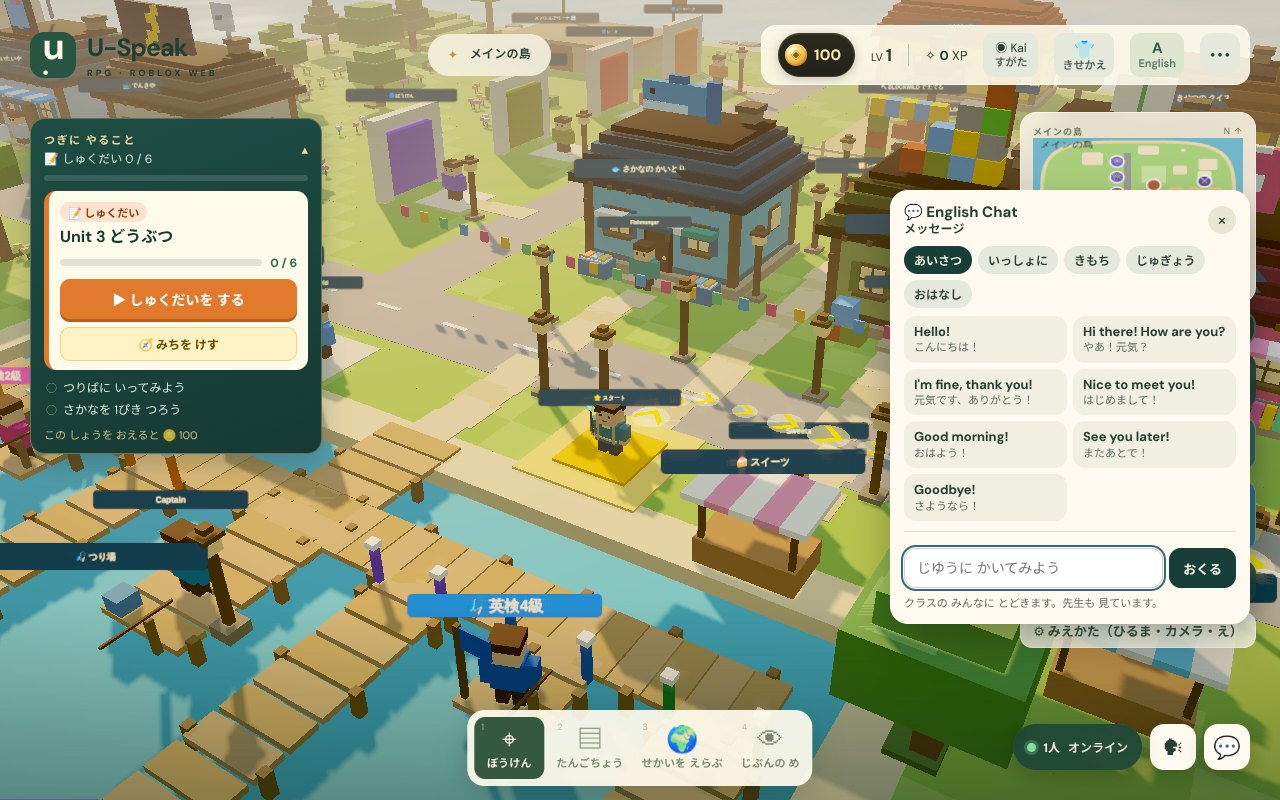 U-Speak
RPG · ROBLOX WEB
✦ メインの島
100
LV 1
✧ 0 XP
◉ Kai
すがた
👕
きせかえ
A
English
•••
つぎに やること
📝 しゅくだい 0 / 6
▲
📝 しゅくだい
Unit 3 どうぶつ
0 / 6
▶ しゅくだいを する
🧭 みちを けす
つりばに いってみよう
さかなを 1ぴき つろう
この しょうを おえると 🪙 100
メインの島
N ↑
メインの島
💬 English Chat
メッセージ
×
あいさつ
いっしょに
きもち
じゅぎょう
おはなし
Hello!
こんにちは！
Hi there! How are you?
やあ！元気？
I'm fine, thank you!
元気です、ありがとう！
Nice to meet you!
はじめまして！
Good morning!
おはよう！
See you later!
またあとで！
Goodbye!
さようなら！
じゆうに かいてみよう
おくる
クラスの みんなに とどきます。先生も 見ています。
⚙ みえかた（ひるま・カメラ・え）
Fishmonger
⭐ スタート
Sweets
🍰 スイーツ
Captain
🎣 つり場
🎣 英検4級
1
ぼうけん
2
たんごちょう
3
せかいを えらぶ
4
じぶんの め
1人 オンライン